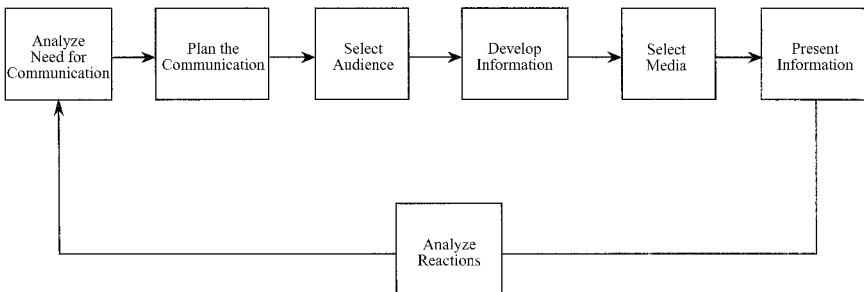 Analyze
Need for
Communication
Plan the
Communication
Select
Audience
Develop
Information
Select
Media
Present
Information
Analyze
Reactions